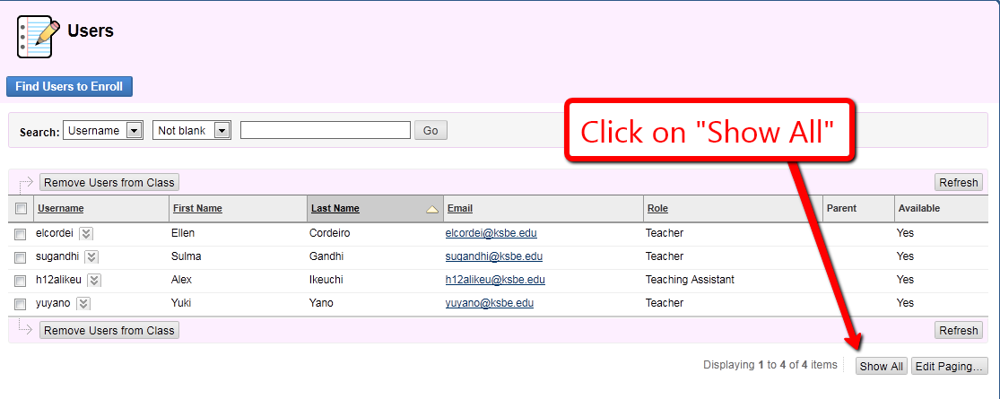 Users
Find Users to Enroll
Search: Username Not blank Go
Click on "Show All"
Remove Users from Class Refresh
Username First Name Last Name Email Role Parent Available
elcordei Ellen Cordeiro elcordei@ksbe.edu Teacher Yes
sugandhi Sulma Gandhi sugandhi@ksbe.edu Teacher Yes
h12alikeu Alex Ikeuchi h12alikeu@ksbe.edu Teaching Assistant Yes
yuyano Yuki Yano yuyano@ksbe.edu Teacher Yes
Remove Users from Class Refresh
Displaying 1 to 4 of 4 items Show All Edit Paging...